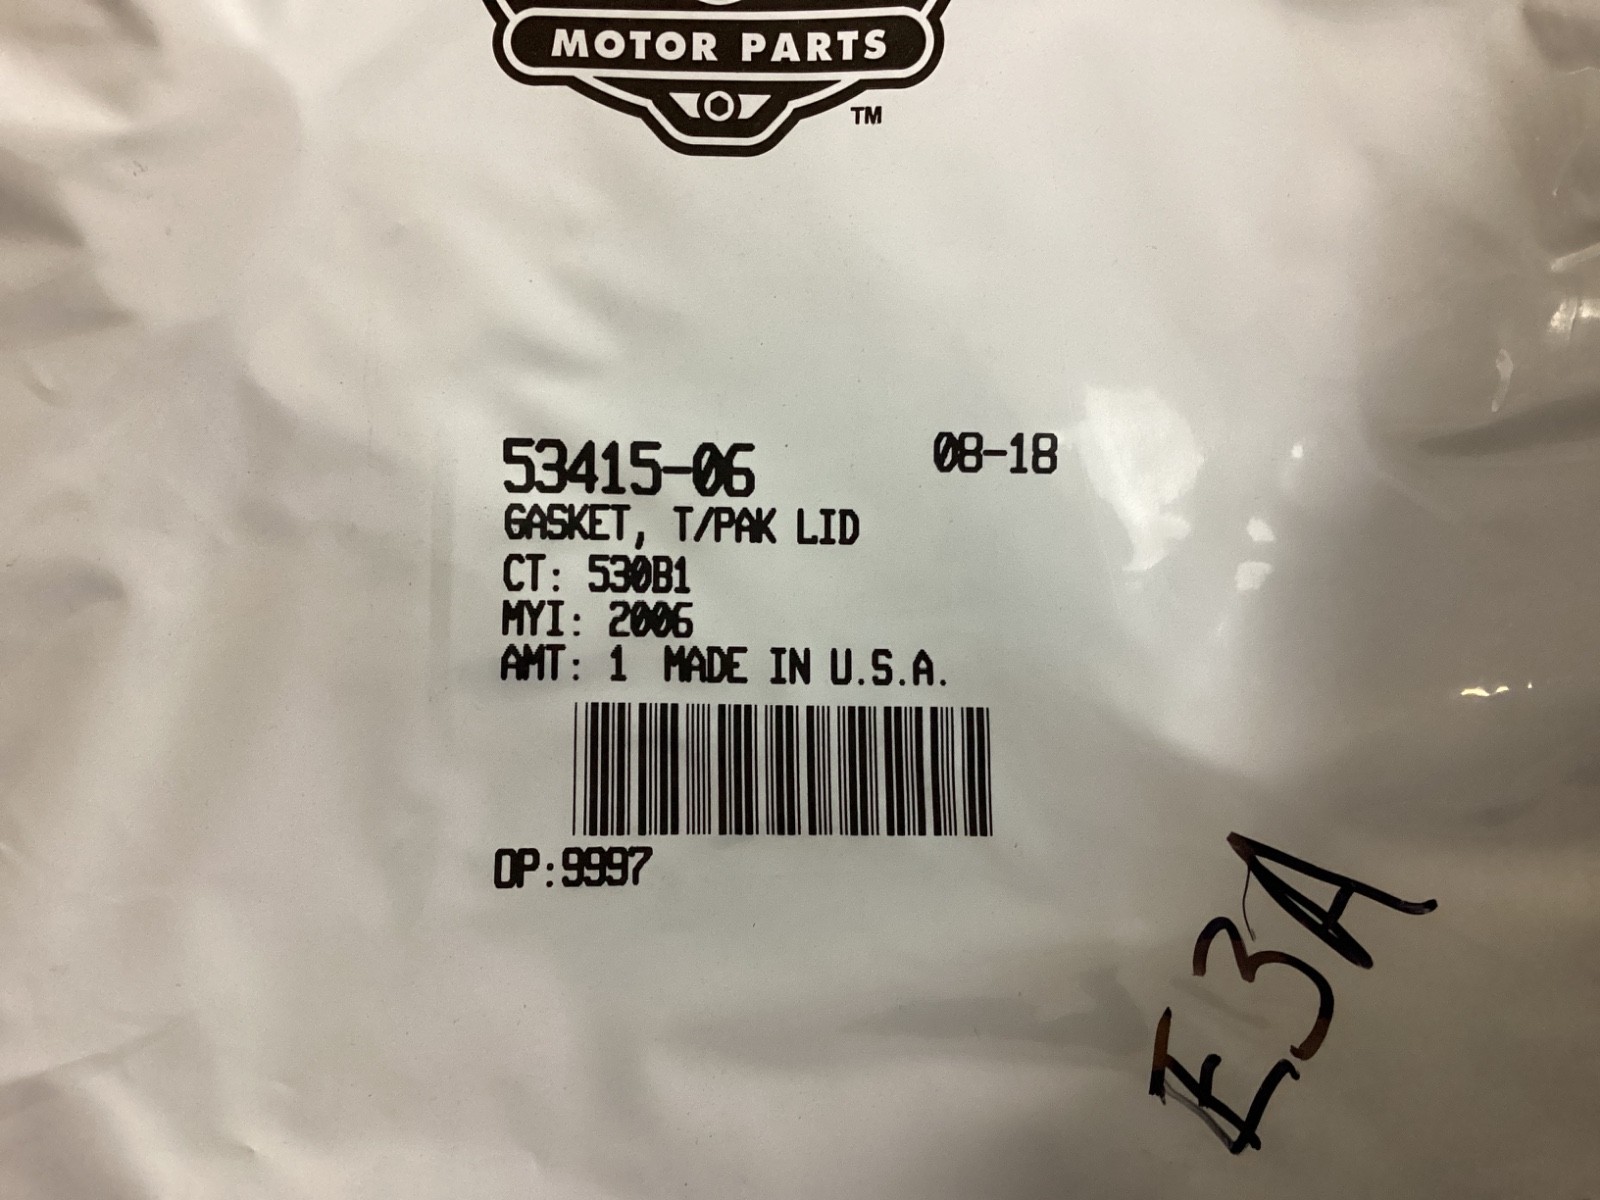 MOTOR PARTS
TM
53415-06 08-18
GASKET, T/PAK LID
CT: 530B1
MYI: 2006
AMT: 1 MADE IN U.S.A.
OP:9997
E3A